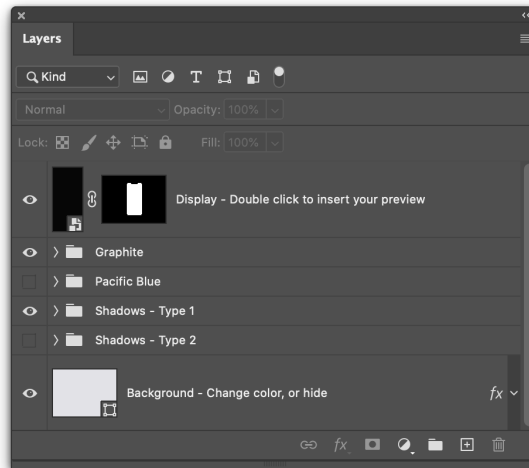 Layers
Kind
Normal
Opacity: 100%
Lock:
Fill: 100%
Display - Double click to insert your preview
Graphite
Pacific Blue
Shadows - Type 1
Shadows - Type 2
Background - Change color, or hide
fx
fx